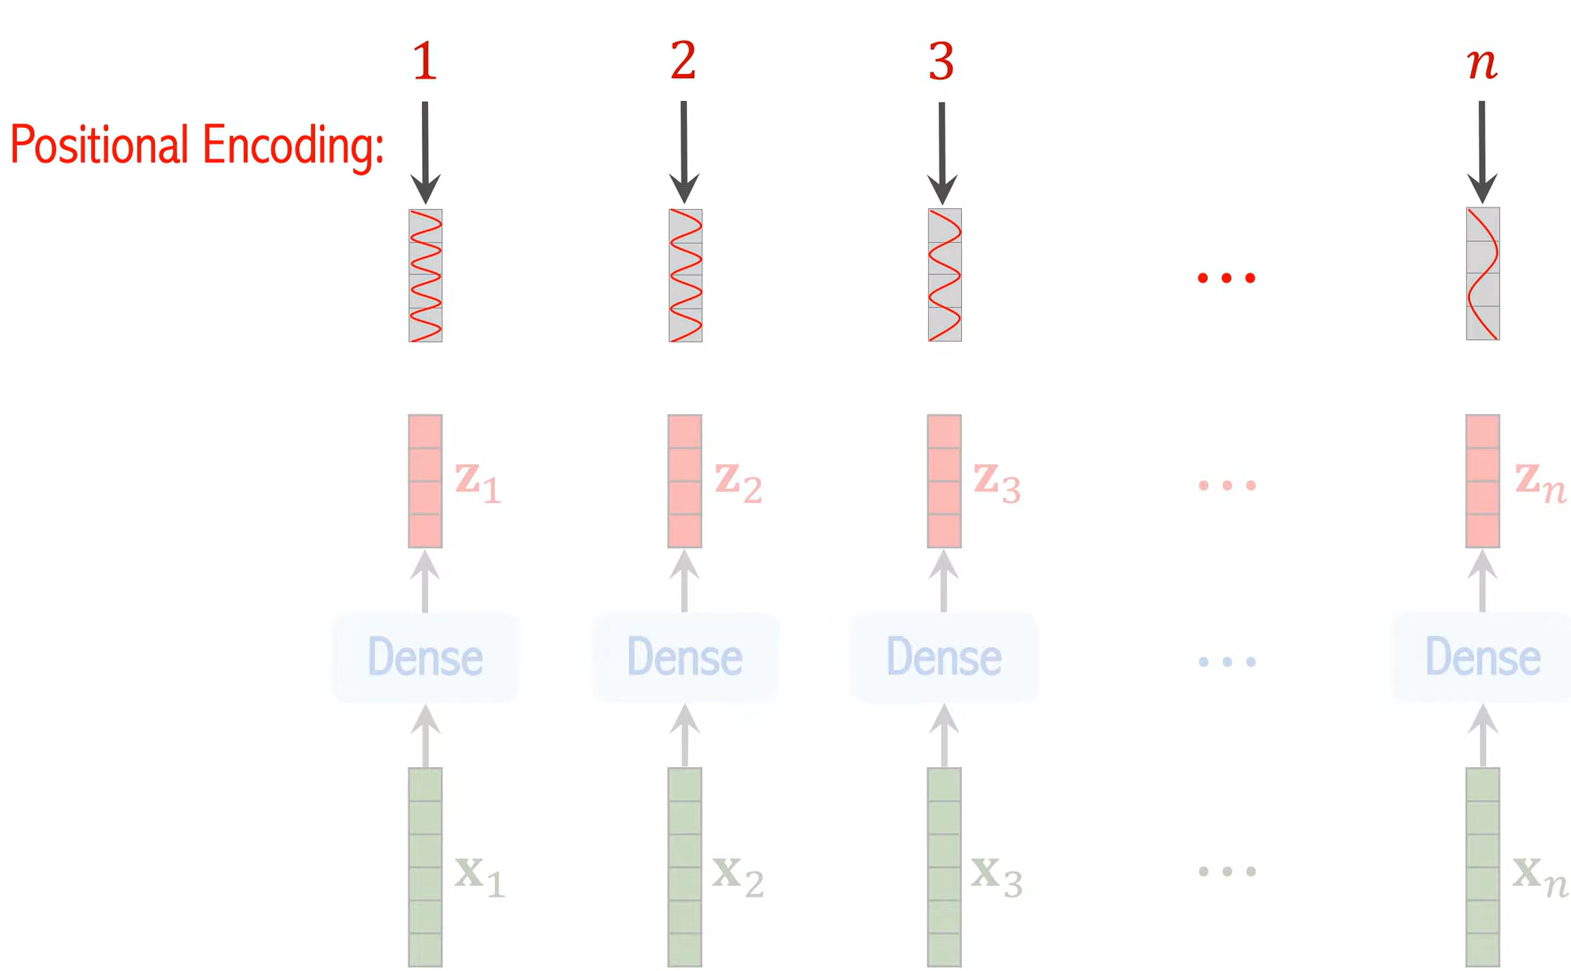 1 2 3 n
Positional Encoding:
...
z1 z2 z3 ... zn
Dense Dense Dense ... Dense
x1 x2 x3 ... xn